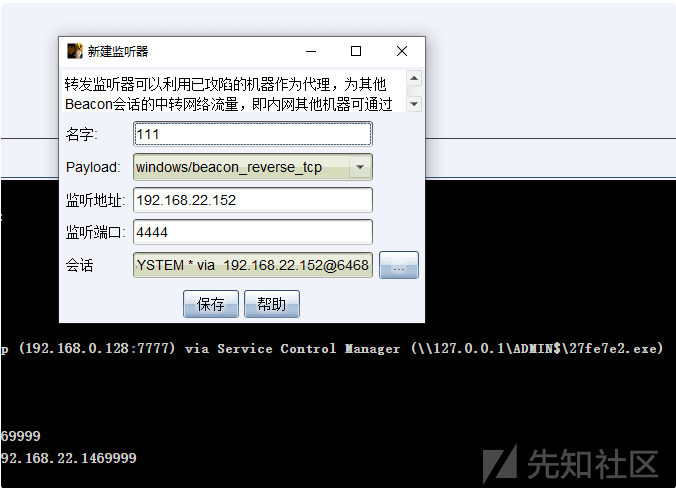 新建监听器
转发监听器可以利用已攻陷的机器作为代理，为其他
Beacon会话的中转网络流量，即内网其他机器可通过
名字: 111
Payload: windows/beacon_reverse_tcp
监听地址: 192.168.22.152
监听端口: 4444
会话 YSTEM * via 192.168.22.152@6468 ...
保存 帮助
p (192.168.0.128:7777) via Service Control Manager (\\127.0.0.1\ADMIN$\27fe7e2.exe)
69999
92.168.22.1469999
先知社区